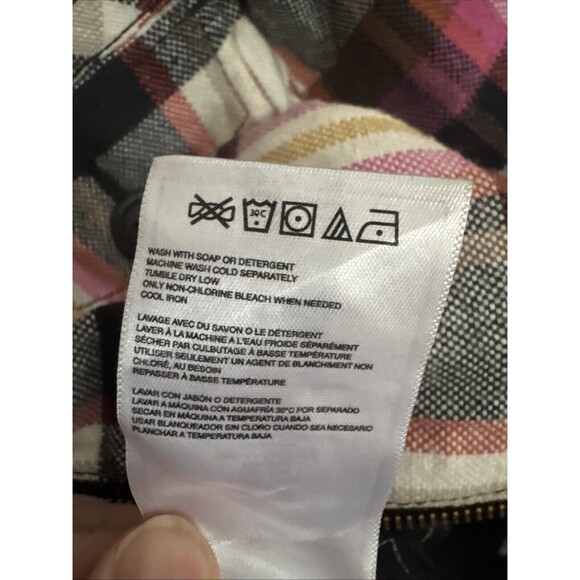 30C
WASH WITH SOAP OR DETERGENT
MACHINE WASH COLD SEPARATELY
TUMBLE DRY LOW
ONLY NON-CHLORINE BLEACH WHEN NEEDED
COOL IRON
LAVAGE AVEC DU SAVON O LE DÉTERGENT
LAVER À LA MACHINE A L'EAU FROIDE SÉPARÉMENT
SÉCHER PAR CULBUTAGE À BASSE TEMPÉRATURE
UTILISER SEULEMENT UN AGENT DE BLANCHIMENT NON
CHLORÉ, AU BESOIN
REPASSER À BASSE TEMPÉRATURE
LAVAR CON JABÓN O DETERGENTE
LAVAR A MÁQUINA CON AGUAFRÍA 30°C POR SEPARADO
SECAR EN MÁQUINA A TEMPERATURA BAJA
USAR BLANQUEADOR SIN CLORO CUANDO SEA NECESARIO
PLANCHAR A TEMPERATURA BAJA